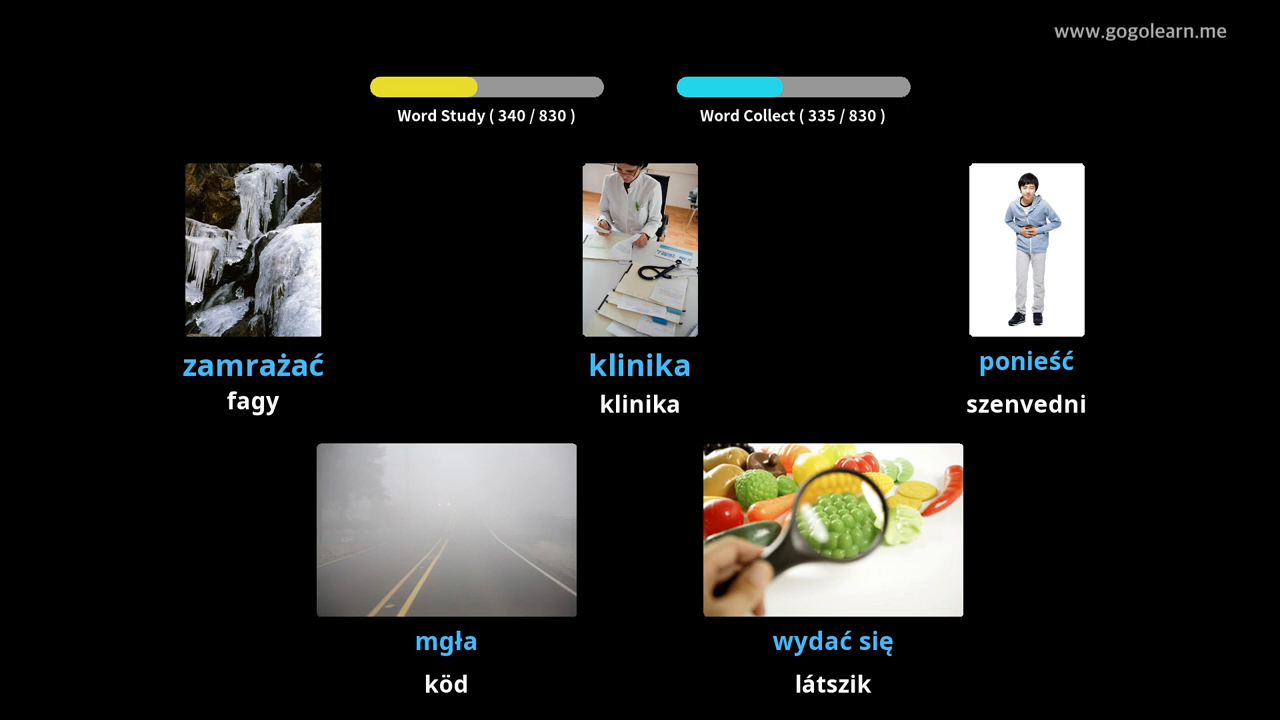 www.gogolearn.me
Word Study ( 340 / 830 )
Word Collect ( 335 / 830 )
zamrażać
fagy
klinika
klinika
ponieść
szenvedni
mgła
köd
wydać się
látszik